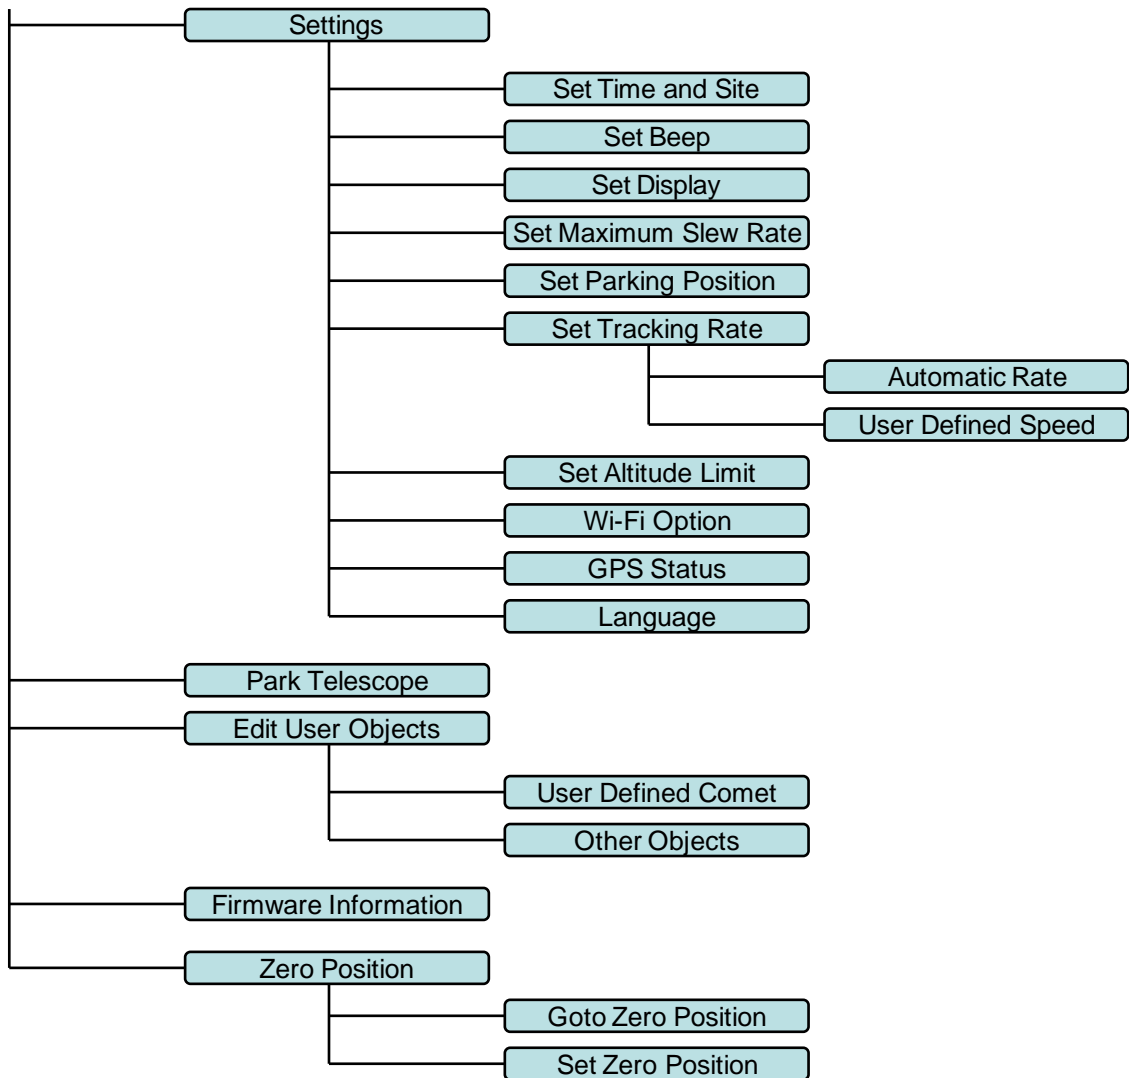 Settings
Set Time and Site
Set Beep
Set Display
Set Maximum Slew Rate
Set Parking Position
Set Tracking Rate
Automatic Rate
User Defined Speed
Set Altitude Limit
Wi-Fi Option
GPS Status
Language
Park Telescope
Edit User Objects
User Defined Comet
Other Objects
Firmware Information
Zero Position
Goto Zero Position
Set Zero Position